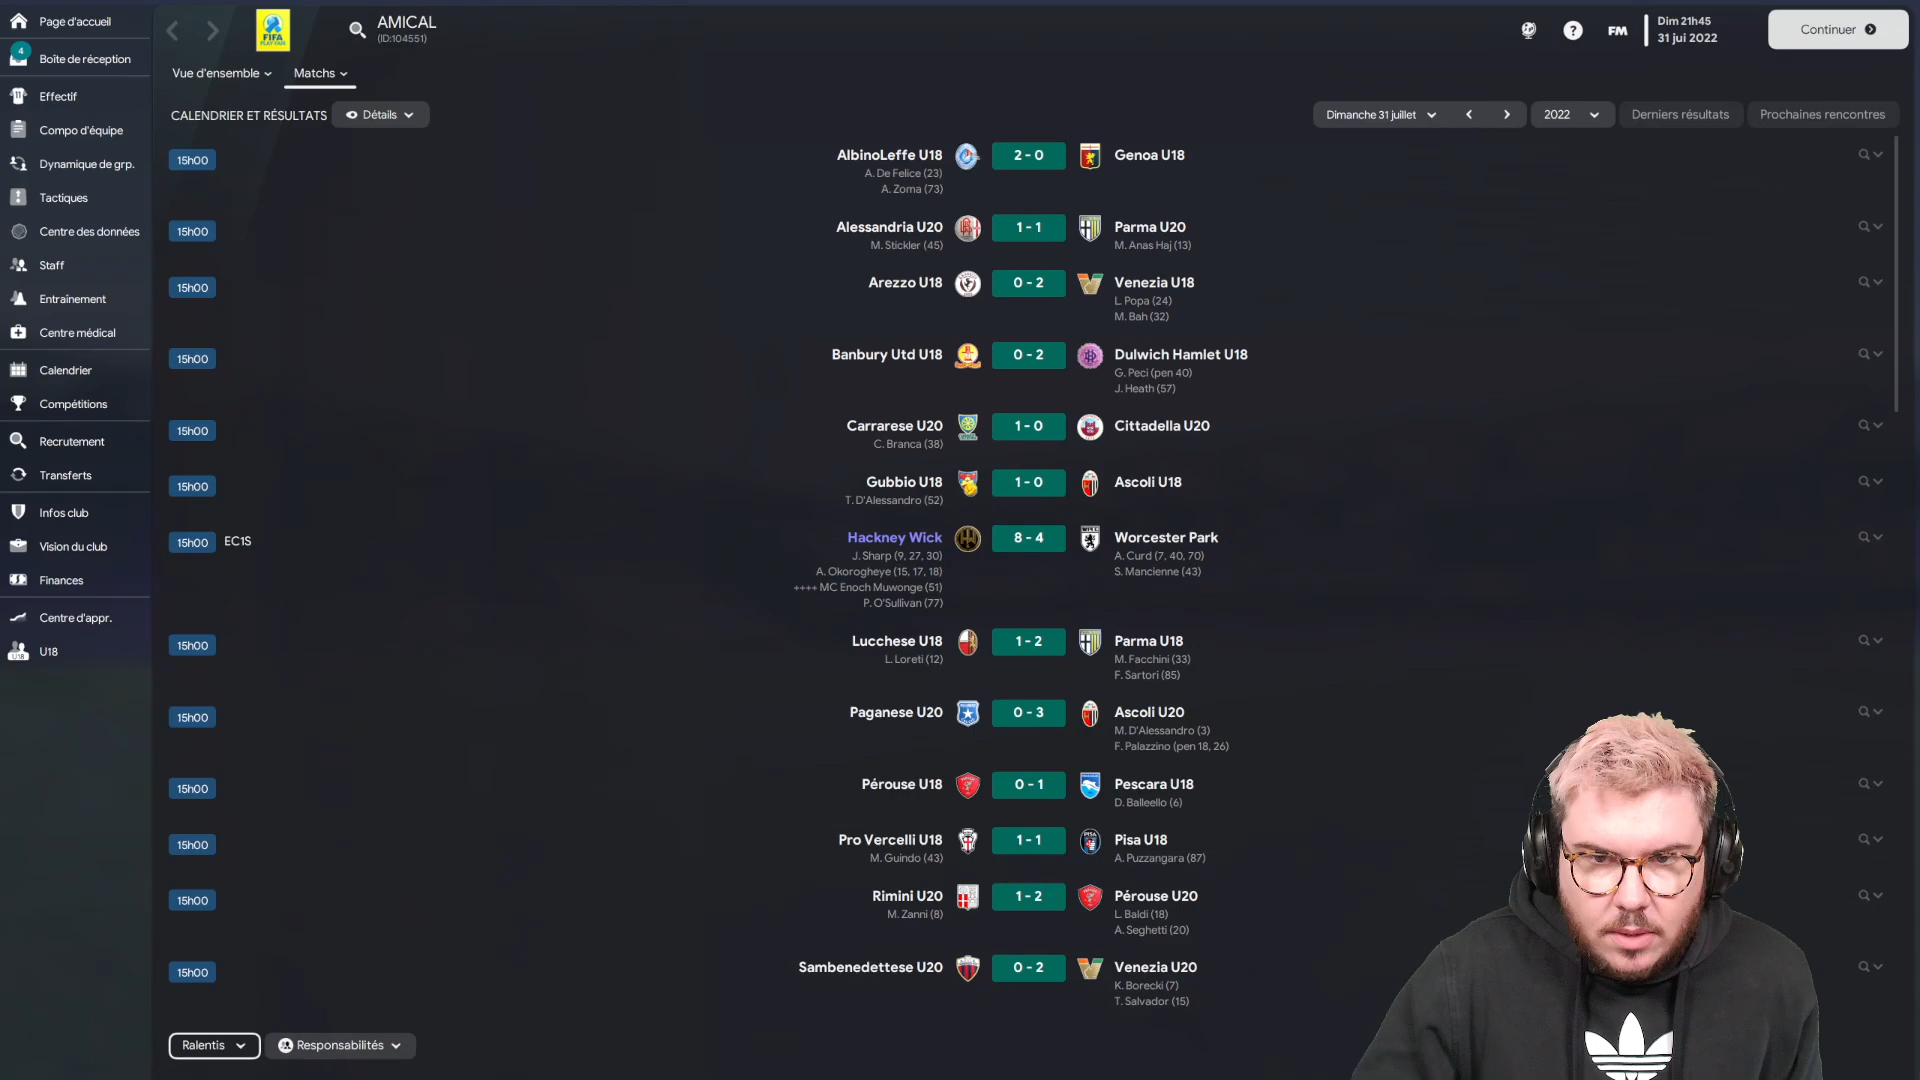 Page d'accueil
4
Boîte de réception
Effectif
Compo d'équipe
Dynamique de grp.
Tactiques
Centre des données
Staff
Entraînement
Centre médical
Calendrier
Compétitions
Recrutement
Transferts
Infos club
Vision du club
Finances
Centre d'appr.
U18
AMICAL
(ID:104551)
FIFA
FM
Dim 21h45
31 jui 2022
Continuer
Vue d'ensemble
Matchs
CALENDRIER ET RÉSULTATS
Détails
Dimanche 31 juillet
2022
Derniers résultats
Prochaines rencontres
15h00 AlbinoLeffe U18 2 - 0 Genoa U18
A. De Felice (23)
A. Zoma (73)
15h00 Alessandria U20 1 - 1 Parma U20
M. Stickler (45) M. Anas Haj (13)
15h00 Arezzo U18 0 - 2 Venezia U18
L. Popa (24)
M. Bah (32)
15h00 Banbury Utd U18 0 - 2 Dulwich Hamlet U18
G. Peci (pen 40)
J. Heath (57)
15h00 Carrarese U20 1 - 0 Cittadella U20
C. Branca (38)
15h00 Gubbio U18 1 - 0 Ascoli U18
T. D'Alessandro (52)
15h00 EC1S Hackney Wick 8 - 4 Worcester Park
J. Sharp (9, 27, 30) A. Curd (7, 40, 70)
A. Okorogheye (15, 17, 18) S. Mancienne (43)
++++ MC Enoch Muwonge (51)
P. O'Sullivan (77)
15h00 Lucchese U18 1 - 2 Parma U18
L. Loreti (12) M. Facchini (33)
F. Sartori (85)
15h00 Paganese U20 0 - 3 Ascoli U20
M. D'Alessandro (3)
F. Palazzino (pen 18, 26)
15h00 Pérouse U18 0 - 1 Pescara U18
D. Balleello (6)
15h00 Pro Vercelli U18 1 - 1 Pisa U18
M. Guindo (43) A. Puzzangara (87)
15h00 Rimini U20 1 - 2 Pérouse U20
M. Zanni (8) L. Baldi (18)
A. Seghetti (20)
15h00 Sambenedettese U20 0 - 2 Venezia U20
K. Borecki (7)
T. Salvador (15)
Ralentis
Responsabilités